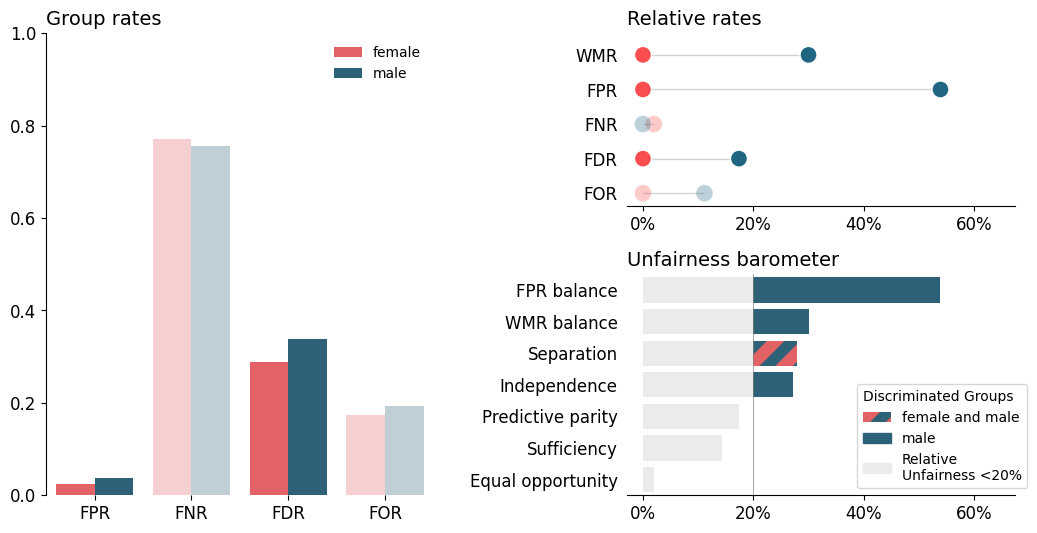 Group rates
1.0
0.8
0.6
0.4
0.2
0.0
female
male
FPR
FNR
FDR
FOR
Relative rates
WMR
FPR
FNR
FDR
FOR
0%
20%
40%
60%
Unfairness barometer
FPR balance
WMR balance
Separation
Independence
Predictive parity
Sufficiency
Equal opportunity
Discriminated Groups
female and male
male
Relative
Unfairness <20%
0%
20%
40%
60%